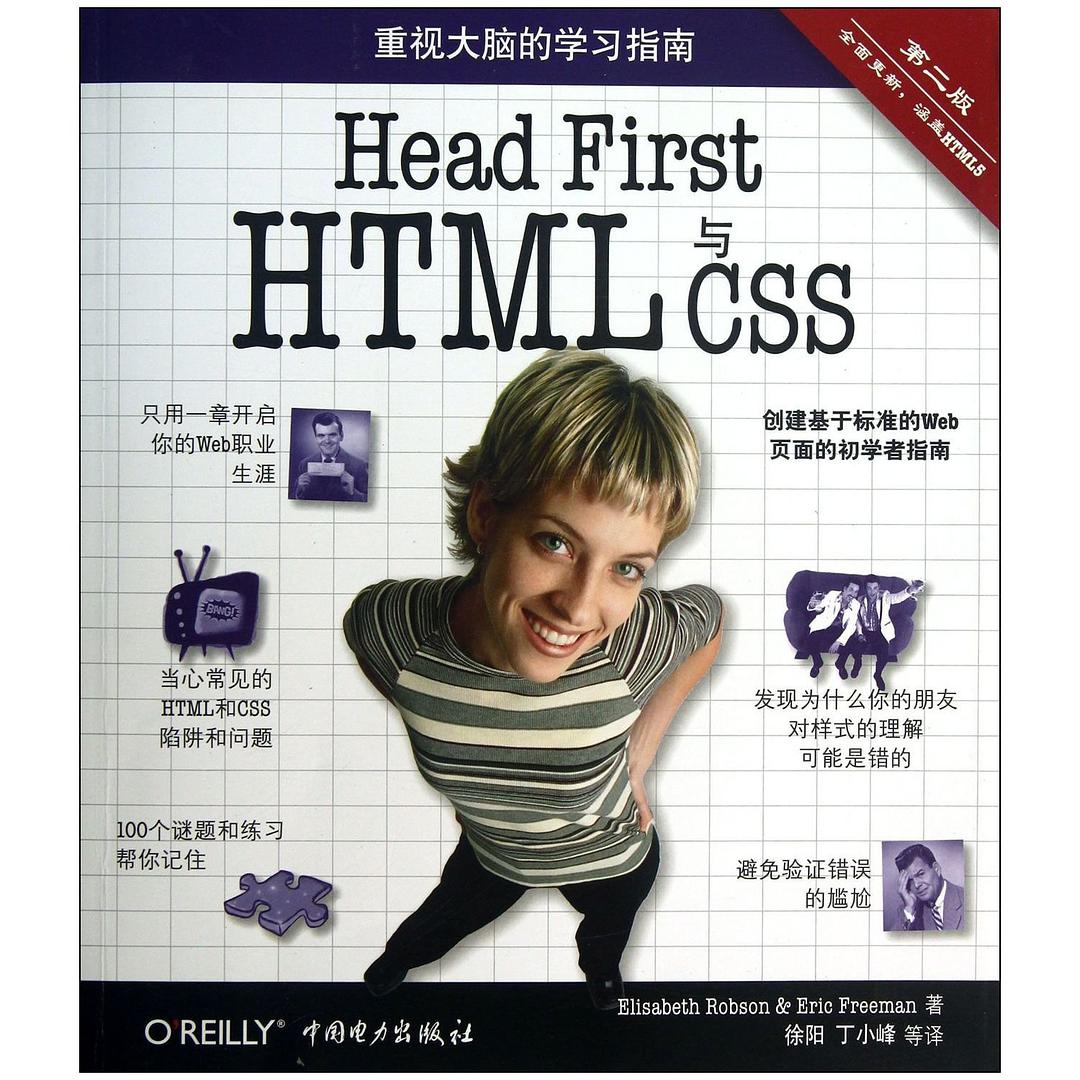 重视大脑的学习指南
第二版
全面更新，涵盖HTML5
Head First
HTML 与
CSS
只用一章开启
你的Web职业
生涯
创建基于标准的Web
页面的初学者指南
BANG!
当心常见的
HTML和CSS
陷阱和问题
发现为什么你的朋友
对样式的理解
可能是错的
100个谜题和练习
帮你记住
避免验证错误
的尴尬
Elisabeth Robson & Eric Freeman 著
O'REILLY® 中国电力出版社
徐阳 丁小峰 等译